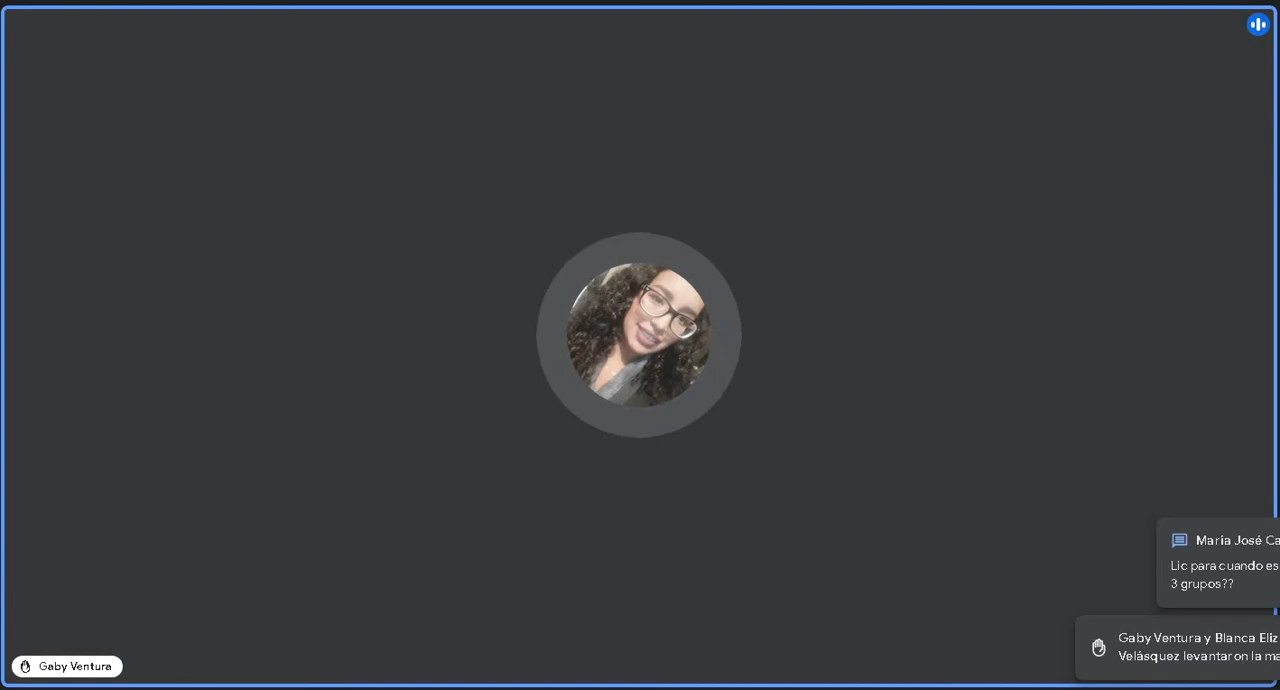 Maria José Ca
Lic para cuando es
3 grupos??
Gaby Ventura y Blanca Eliz
Velásquez levantaron la ma
Gaby Ventura